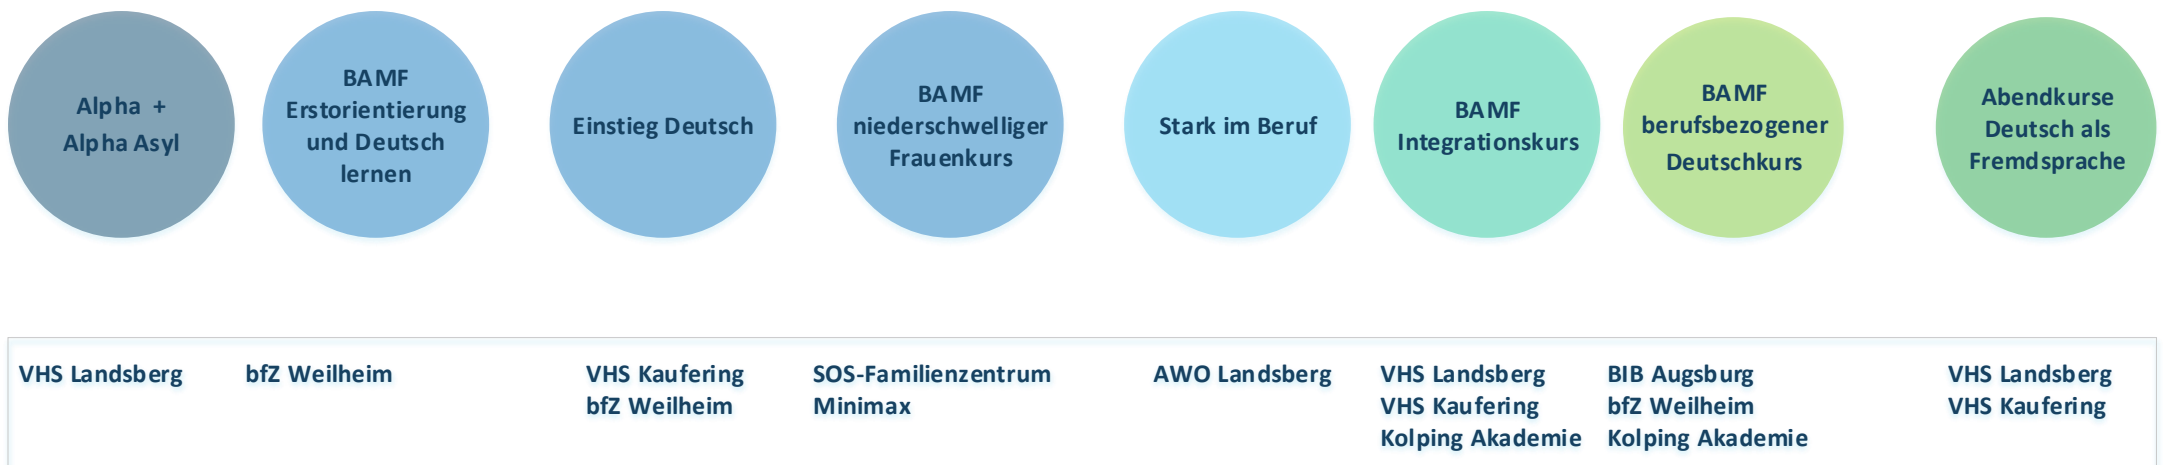 Alpha +
Alpha Asyl
BAMF
Erstorientierung
und Deutsch
lernen
Einstieg Deutsch
BAMF
niederschwelliger
Frauenkurs
Stark im Beruf
BAMF
Integrationskurs
BAMF
berufsbezogener
Deutschkurs
Abendkurse
Deutsch als
Fremdsprache
VHS Landsberg
bfZ Weilheim
VHS Kaufering
bfZ Weilheim
SOS-Familienzentrum
Minimax
AWO Landsberg
VHS Landsberg
VHS Kaufering
Kolping Akademie
BIB Augsburg
bfZ Weilheim
Kolping Akademie
VHS Landsberg
VHS Kaufering